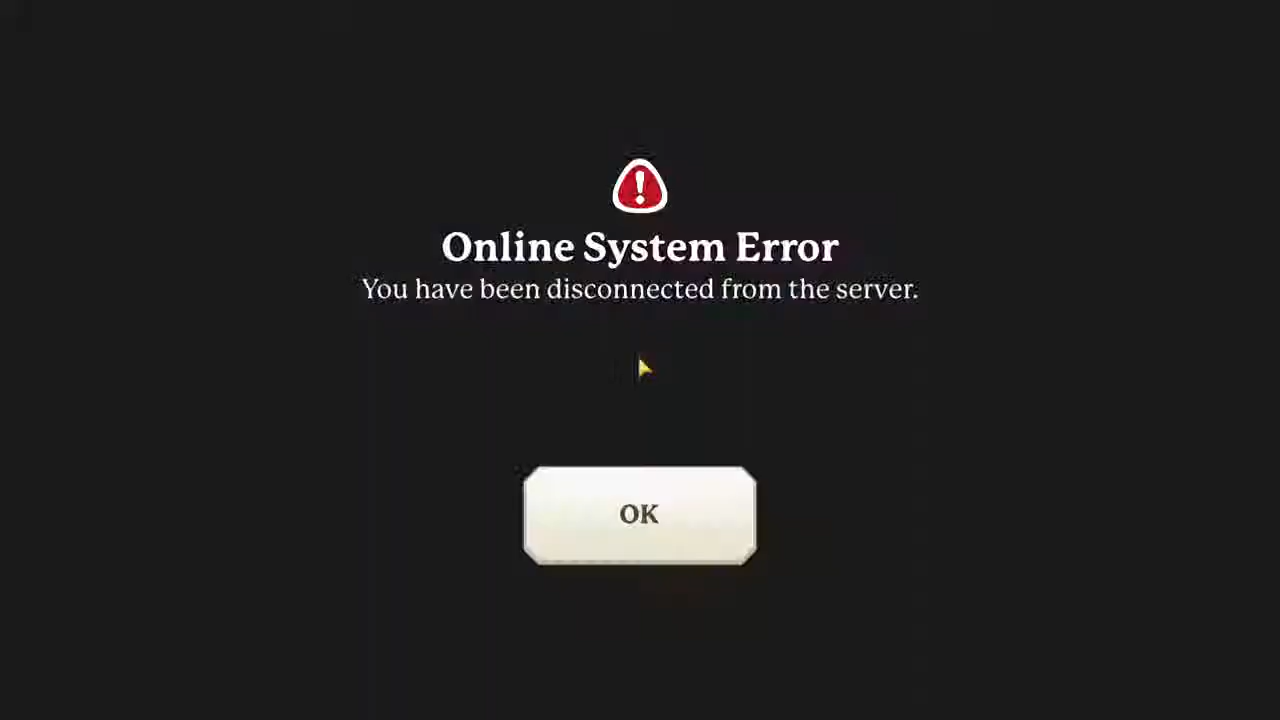 Online System Error
You have been disconnected from the server.
OK